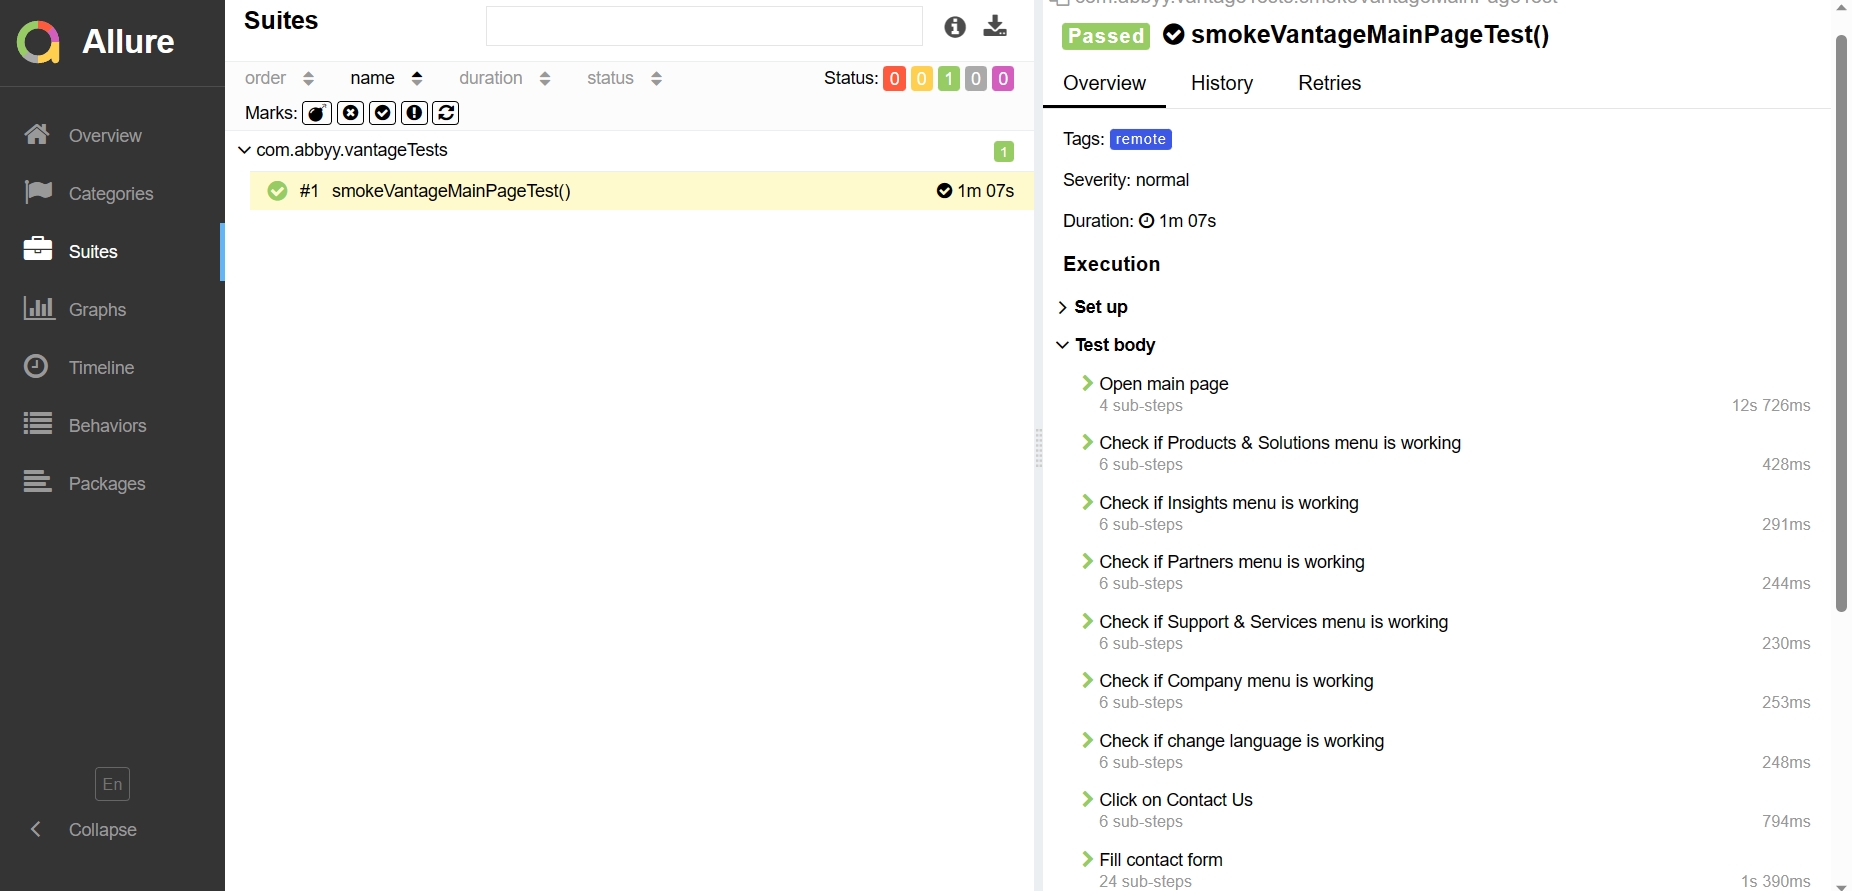 Allure
Overview
Categories
Suites
Graphs
Timeline
Behaviors
Packages
En
Collapse
Suites
order name duration status Status: 0 0 1 0 0
Marks:
com.abbyy.vantageTests 1
#1 smokeVantageMainPageTest() 1m 07s
com.abbyy.vantageTests.smokeVantageMainPageTest
Passed smokeVantageMainPageTest()
Overview History Retries
Tags: remote
Severity: normal
Duration: 1m 07s
Execution
Set up
Test body
Open main page
4 sub-steps 12s 726ms
Check if Products & Solutions menu is working
6 sub-steps 428ms
Check if Insights menu is working
6 sub-steps 291ms
Check if Partners menu is working
6 sub-steps 244ms
Check if Support & Services menu is working
6 sub-steps 230ms
Check if Company menu is working
6 sub-steps 253ms
Check if change language is working
6 sub-steps 248ms
Click on Contact Us
6 sub-steps 794ms
Fill contact form
24 sub-steps 1s 390ms